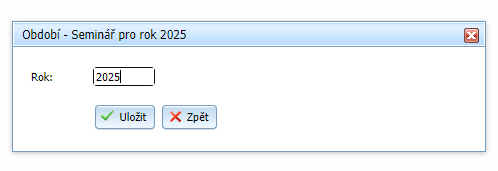 Období - Seminář pro rok 2025
Rok: 2025
Uložit Zpět